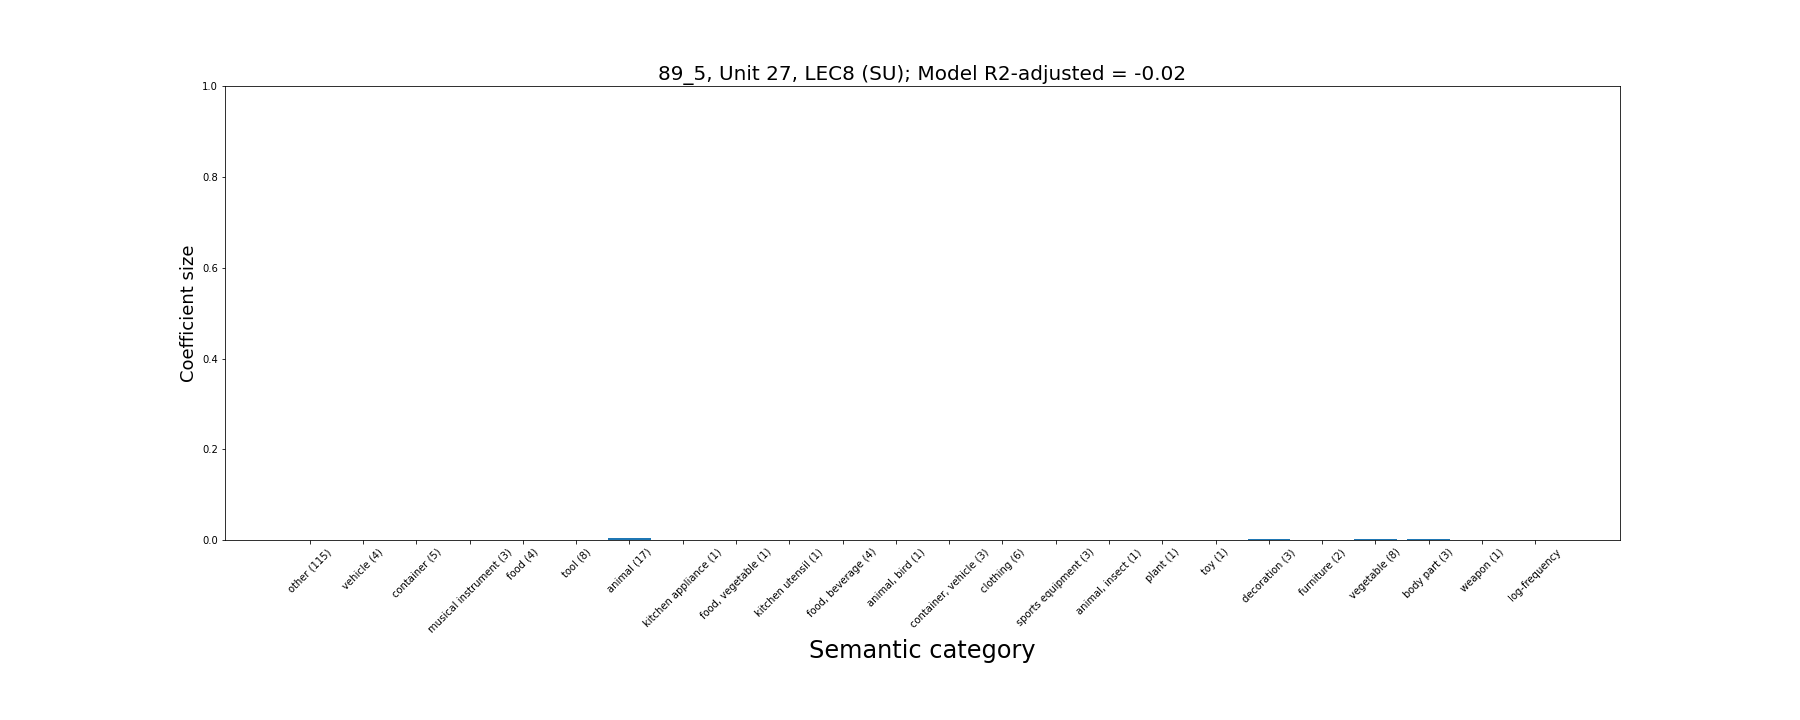 89_5, Unit 27, LEC8 (SU); Model R2-adjusted = -0.02
Coefficient size
1.0
0.8
0.6
0.4
0.2
0.0
other (115)
vehicle (4)
container (5)
musical instrument (3)
food (4)
tool (8)
animal (17)
kitchen appliance (1)
food, vegetable (1)
kitchen utensil (1)
food, beverage (4)
animal, bird (1)
container, vehicle (3)
clothing (6)
sports equipment (3)
animal, insect (1)
plant (1)
toy (1)
decoration (3)
furniture (2)
vegetable (8)
body part (3)
weapon (1)
log-frequency
Semantic category